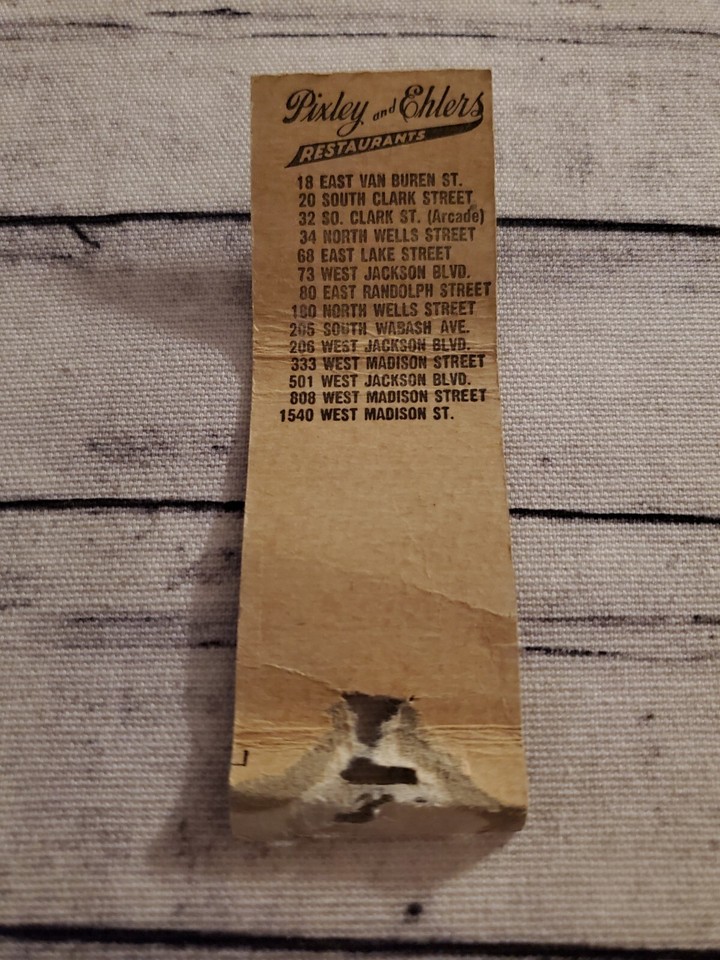 Pixley and Ehlers
RESTAURANTS
18 EAST VAN BUREN ST.
20 SOUTH CLARK STREET
32 SO. CLARK ST. (Arcade)
34 NORTH WELLS STREET
68 EAST LAKE STREET
73 WEST JACKSON BLVD.
80 EAST RANDOLPH STREET
180 NORTH WELLS STREET
205 SOUTH WABASH AVE.
206 WEST JACKSON BLVD.
333 WEST MADISON STREET
501 WEST JACKSON BLVD.
808 WEST MADISON STREET
1540 WEST MADISON ST.